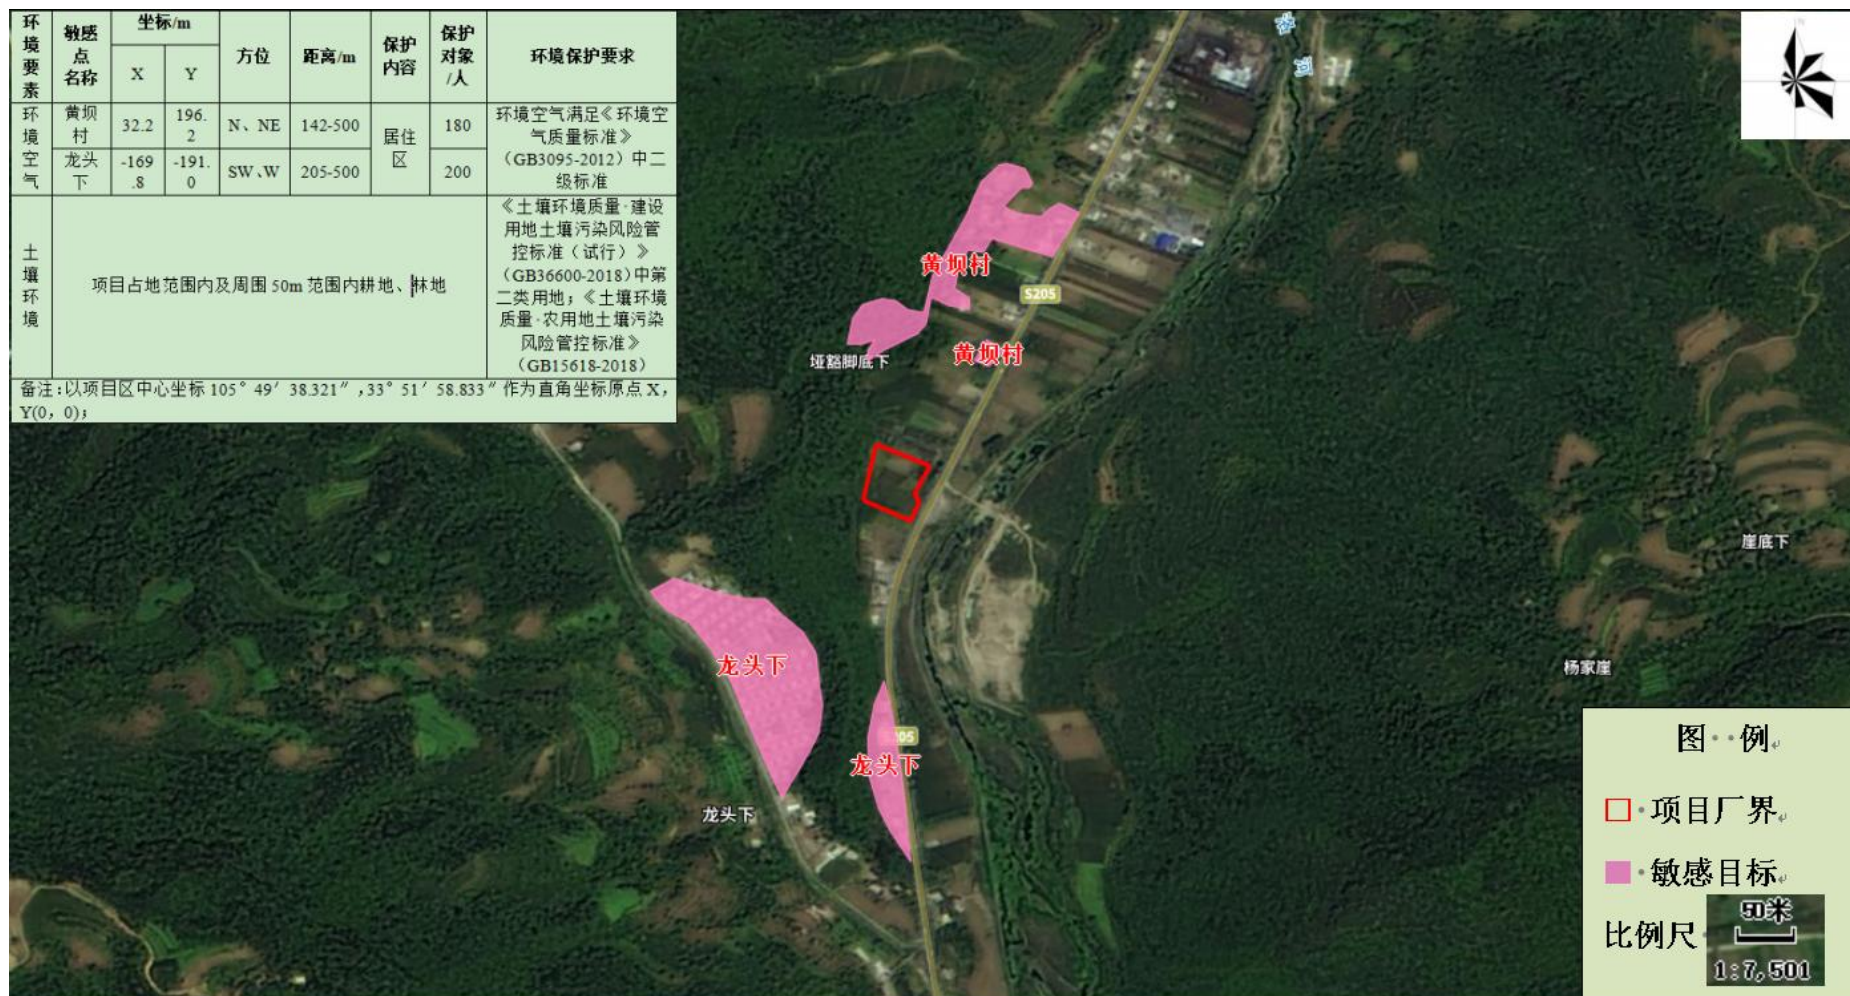 环境要素 敏感点名称 坐标/m 方位 距离/m 保护内容 保护对象/人 环境保护要求
X Y
环境空气 黄坝村 32.2 196.2 N、NE 142-500 居住区 180 环境空气满足《环境空气质量标准》(GB3095-2012)中二级标准
龙头下 -169.8 -191.0 SW、W 205-500 200
土壤环境 项目占地范围内及周围50m范围内耕地、林地 《土壤环境质量·建设用地土壤污染风险管控标准(试行)》(GB36600-2018)中第二类用地;《土壤环境质量·农用地土壤污染风险管控标准》(GB15618-2018)
备注:以项目区中心坐标105°49′38.321″,33°51′58.833″作为直角坐标原点X,
Y(0,0);
河
N
黄坝村
S205
黄坝村
垭豁脚底下
崖底下
杨家崖
龙头下
205
龙头下
龙头下
图··例
项目厂界
敏感目标
比例尺
50米
1:7,501